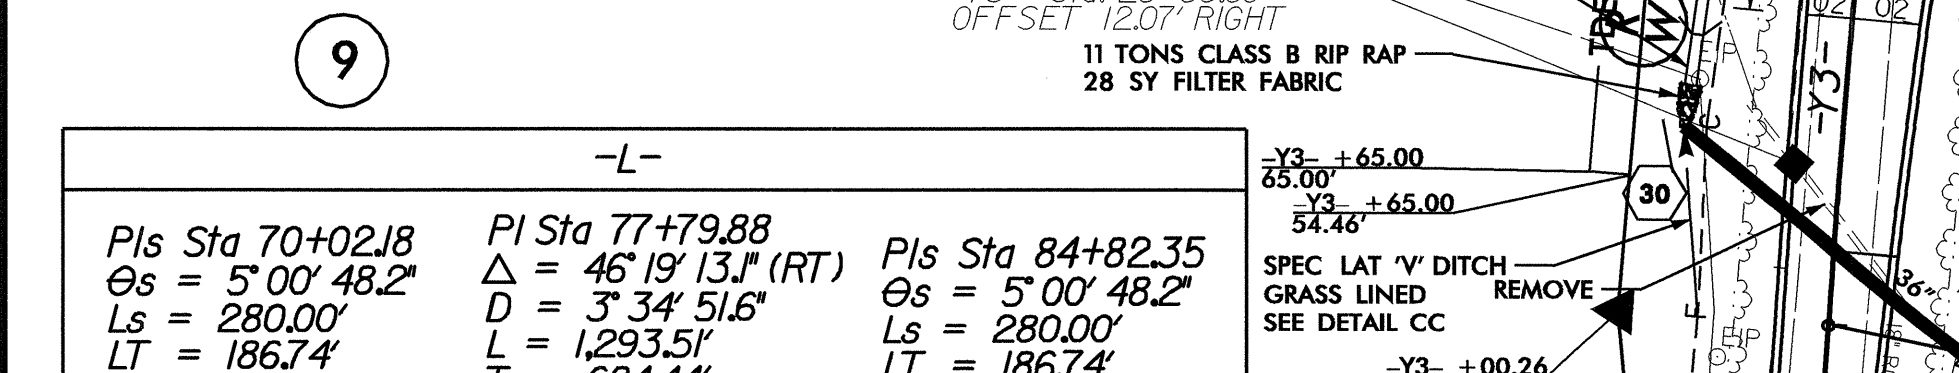 OFFSET 12.07' RIGHT
9
11 TONS CLASS B RIP RAP
28 SY FILTER FABRIC
-L-
-Y3- +65.00
65.00'
-Y3- +65.00
54.46'
30
-Y3-
PIs Sta 70+02.18
θs = 5° 00' 48.2"
Ls = 280.00'
LT = 186.74'
PI Sta 77+79.88
Δ = 46° 19' 13.1" (RT)
D = 3° 34' 51.6"
L = 1,293.51'
PIs Sta 84+82.35
θs = 5° 00' 48.2"
Ls = 280.00'
LT = 186.74'
SPEC LAT 'V' DITCH
GRASS LINED
SEE DETAIL CC
REMOVE
36"
-Y3- +00.26